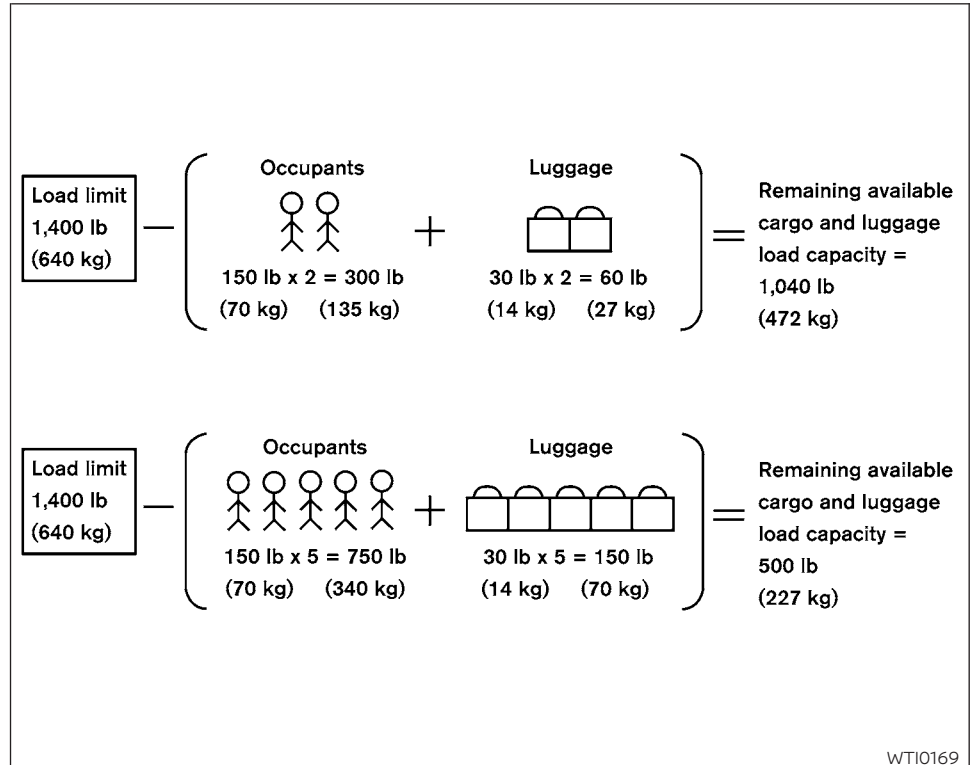 Load limit
1,400 lb
(640 kg)
—
Occupants
150 lb x 2 = 300 lb
(70 kg) (135 kg)
+
Luggage
30 lb x 2 = 60 lb
(14 kg) (27 kg)
=
Remaining available
cargo and luggage
load capacity =
1,040 lb
(472 kg)
Load limit
1,400 lb
(640 kg)
—
Occupants
150 lb x 5 = 750 lb
(70 kg) (340 kg)
+
Luggage
30 lb x 5 = 150 lb
(14 kg) (70 kg)
=
Remaining available
cargo and luggage
load capacity =
500 lb
(227 kg)
WTI0169